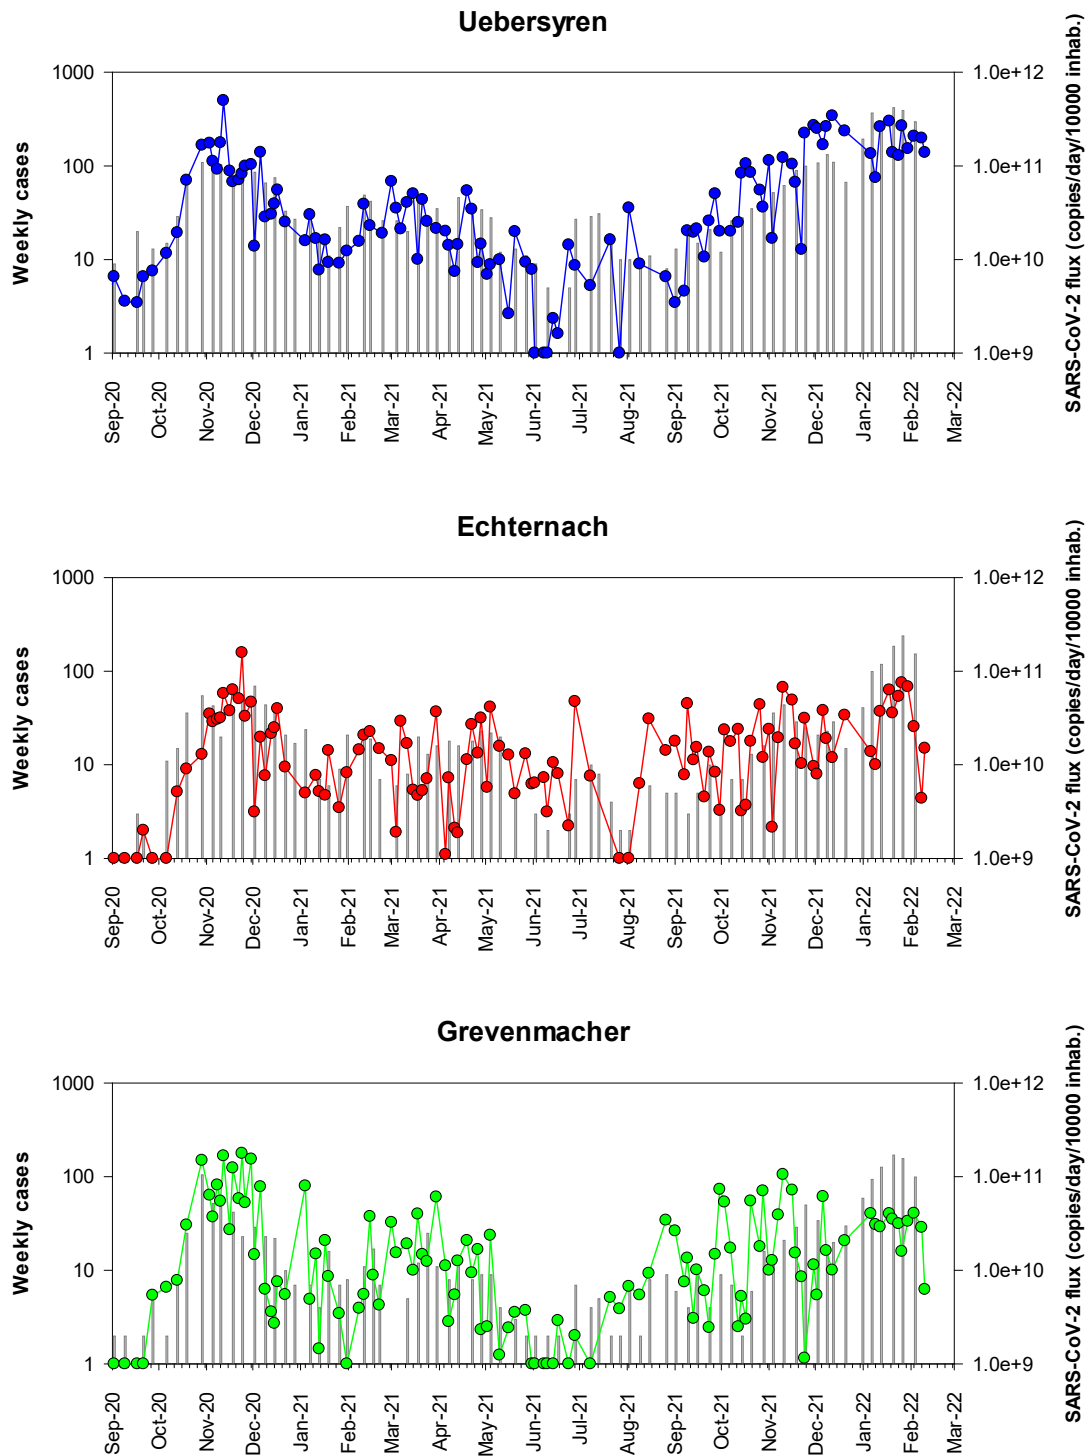 Uebersyren
Weekly cases
1000
100
10
1
1.0e+12
1.0e+11
1.0e+10
1.0e+9
SARS-CoV-2 flux (copies/day/10000 inhab.)
Sep-20
Oct-20
Nov-20
Dec-20
Jan-21
Feb-21
Mar-21
Apr-21
May-21
Jun-21
Jul-21
Aug-21
Sep-21
Oct-21
Nov-21
Dec-21
Jan-22
Feb-22
Mar-22
Echternach
Weekly cases
1000
100
10
1
1.0e+12
1.0e+11
1.0e+10
1.0e+9
SARS-CoV-2 flux (copies/day/10000 inhab.)
Sep-20
Oct-20
Nov-20
Dec-20
Jan-21
Feb-21
Mar-21
Apr-21
May-21
Jun-21
Jul-21
Aug-21
Sep-21
Oct-21
Nov-21
Dec-21
Jan-22
Feb-22
Mar-22
Grevenmacher
Weekly cases
1000
100
10
1
1.0e+12
1.0e+11
1.0e+10
1.0e+9
SARS-CoV-2 flux (copies/day/10000 inhab.)
Sep-20
Oct-20
Nov-20
Dec-20
Jan-21
Feb-21
Mar-21
Apr-21
May-21
Jun-21
Jul-21
Aug-21
Sep-21
Oct-21
Nov-21
Dec-21
Jan-22
Feb-22
Mar-22